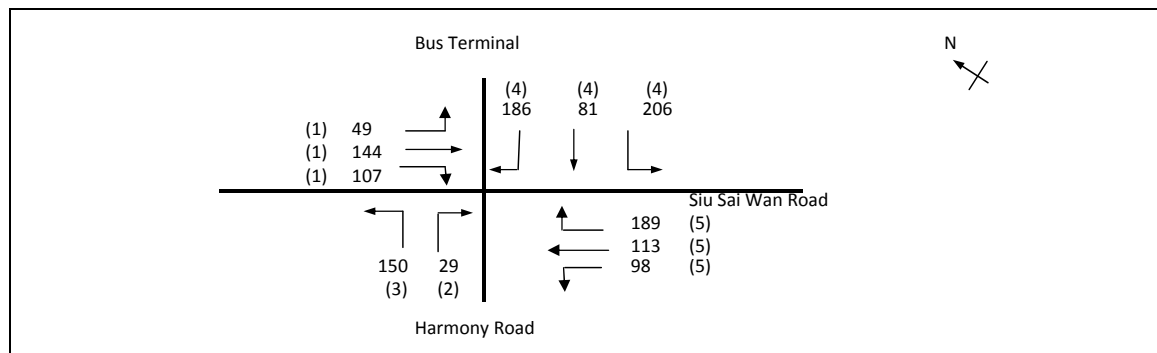 Bus Terminal
N
(4) (4) (4)
186 81 206
(1) 49
(1) 144
(1) 107
Siu Sai Wan Road
189 (5)
113 (5)
98 (5)
150 29
(3) (2)
Harmony Road